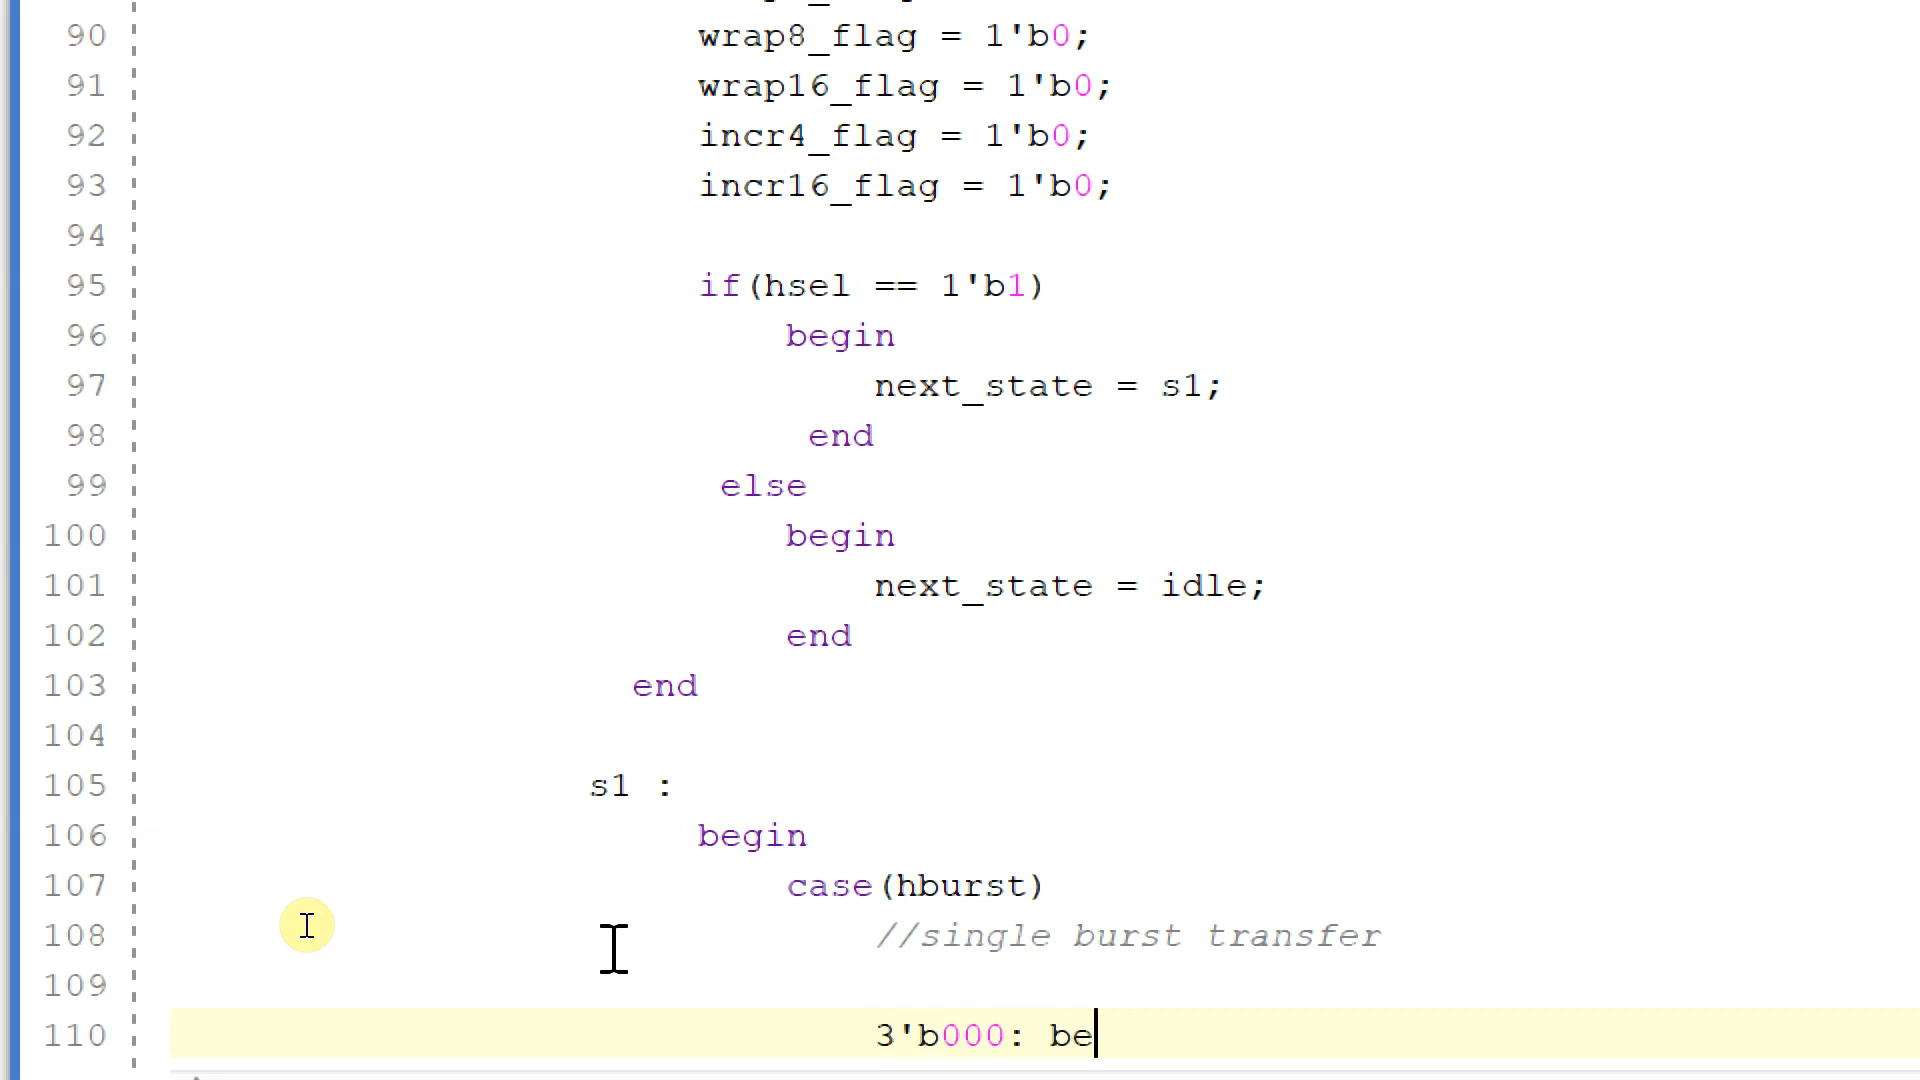 90 wrap8_flag = 1'b0;
91 wrap16_flag = 1'b0;
92 incr4_flag = 1'b0;
93 incr16_flag = 1'b0;
94
95 if(hsel == 1'b1)
96 begin
97 next_state = s1;
98 end
99 else
100 begin
101 next_state = idle;
102 end
103 end
104
105 s1 :
106 begin
107 case(hburst)
108 //single burst transfer
109
110 3'b000: be